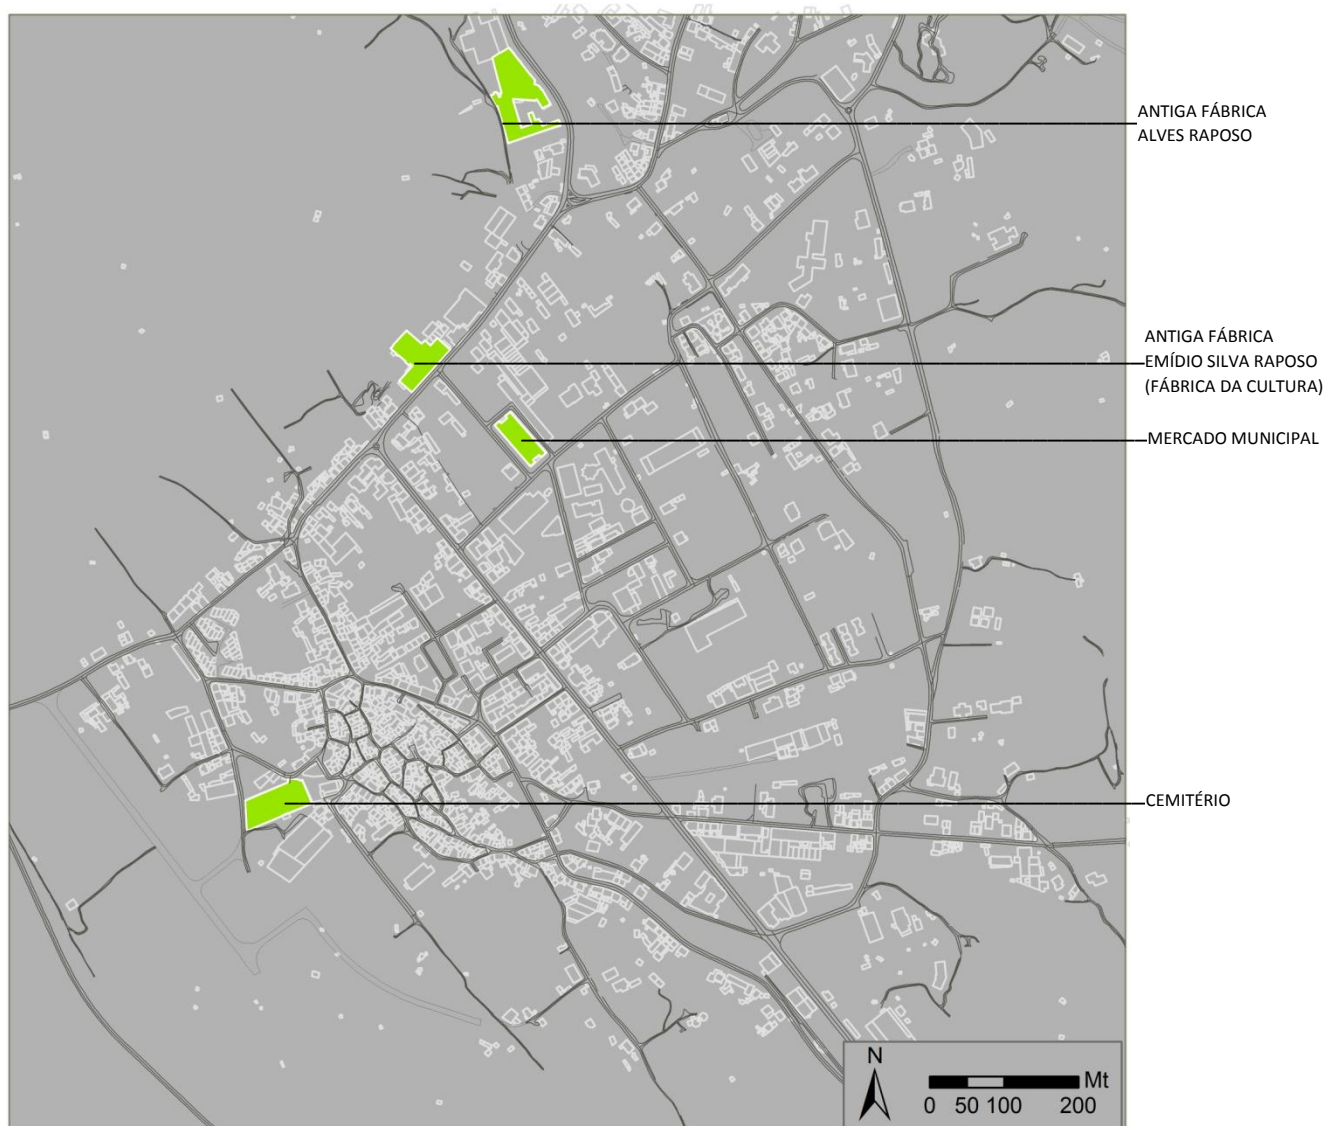 ANTIGA FÁBRICA
ALVES RAPOSO
ANTIGA FÁBRICA
EMÍDIO SILVA RAPOSO
(FÁBRICA DA CULTURA)
MERCADO MUNICIPAL
CEMITÉRIO
N
Mt
0 50 100 200